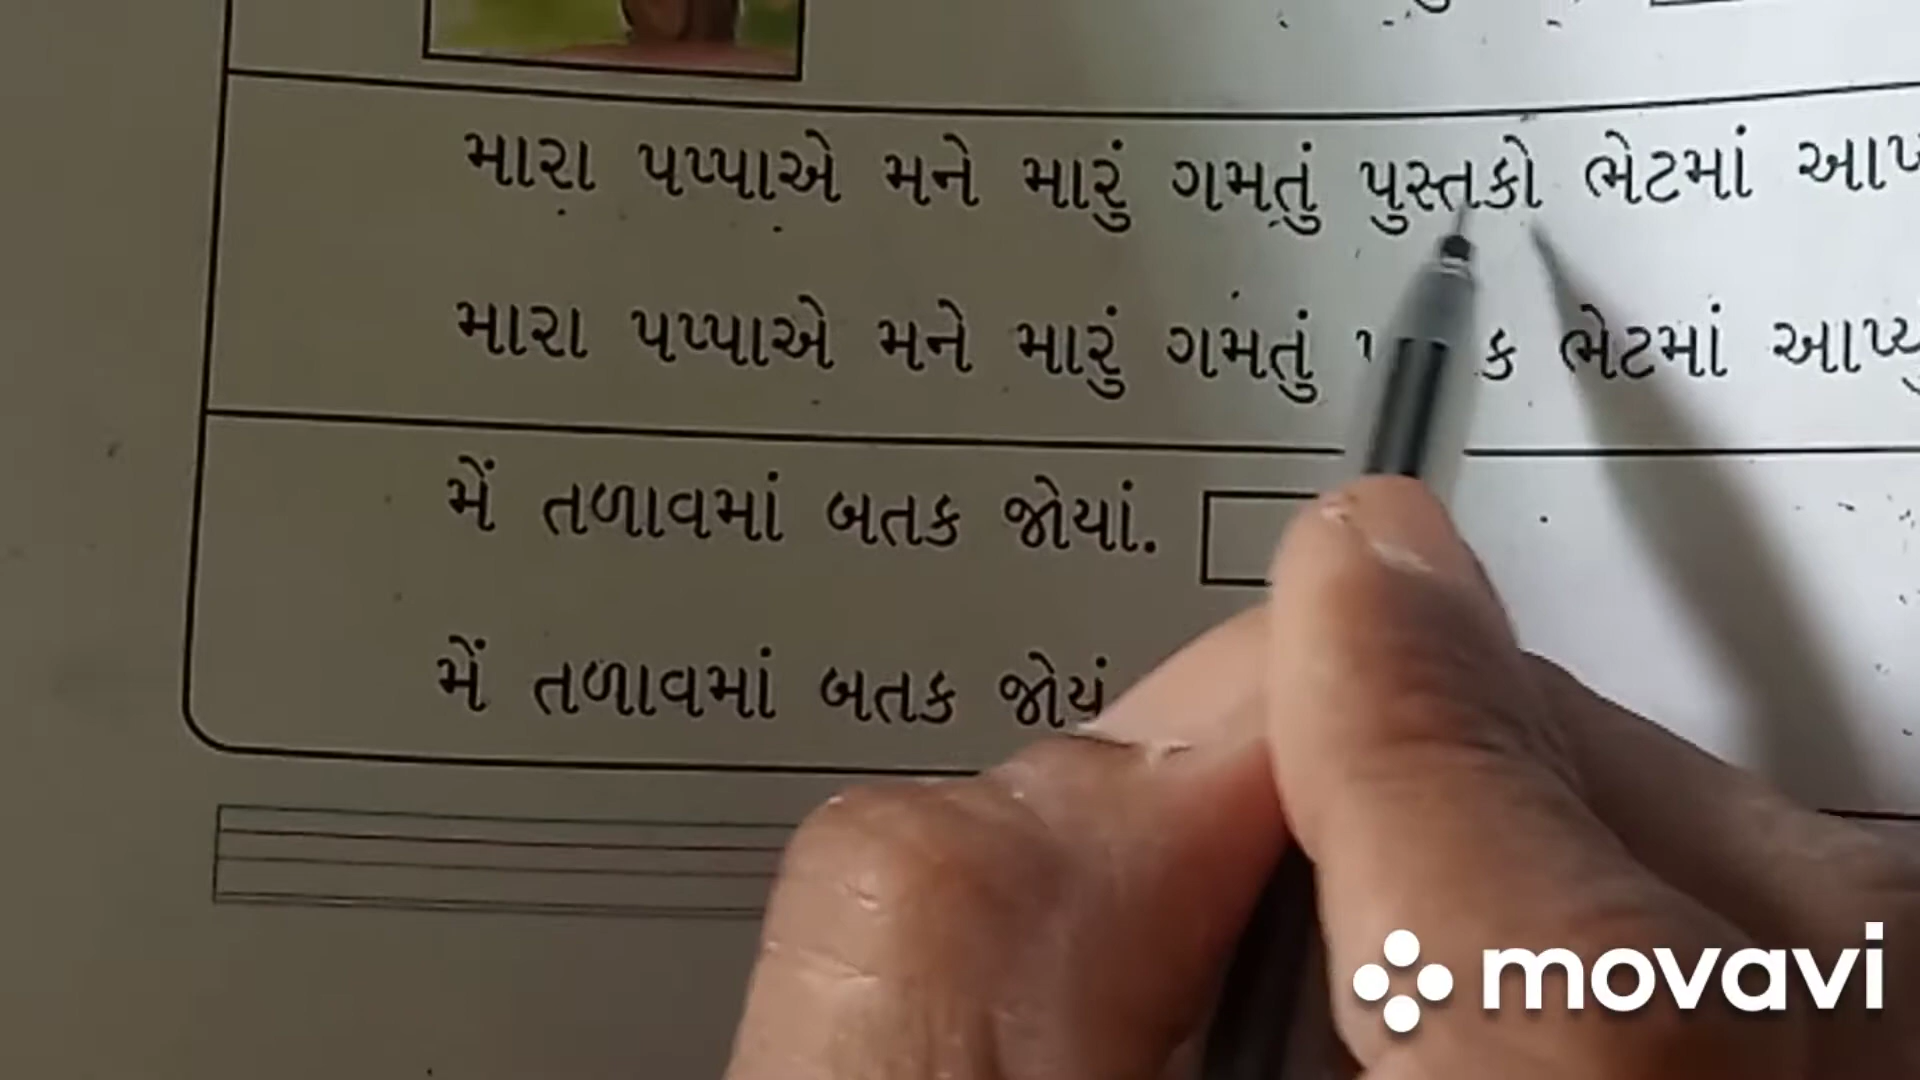 મારા પપ્પાએ મને મારું ગમતું પુસ્તકો ભેટમાં
મારા પપ્પાએ મને મારું ગમતું ભેટમાં
મેં તળાવમાં બતક જોયાં.
મેં તળાવમાં બતક
movavi